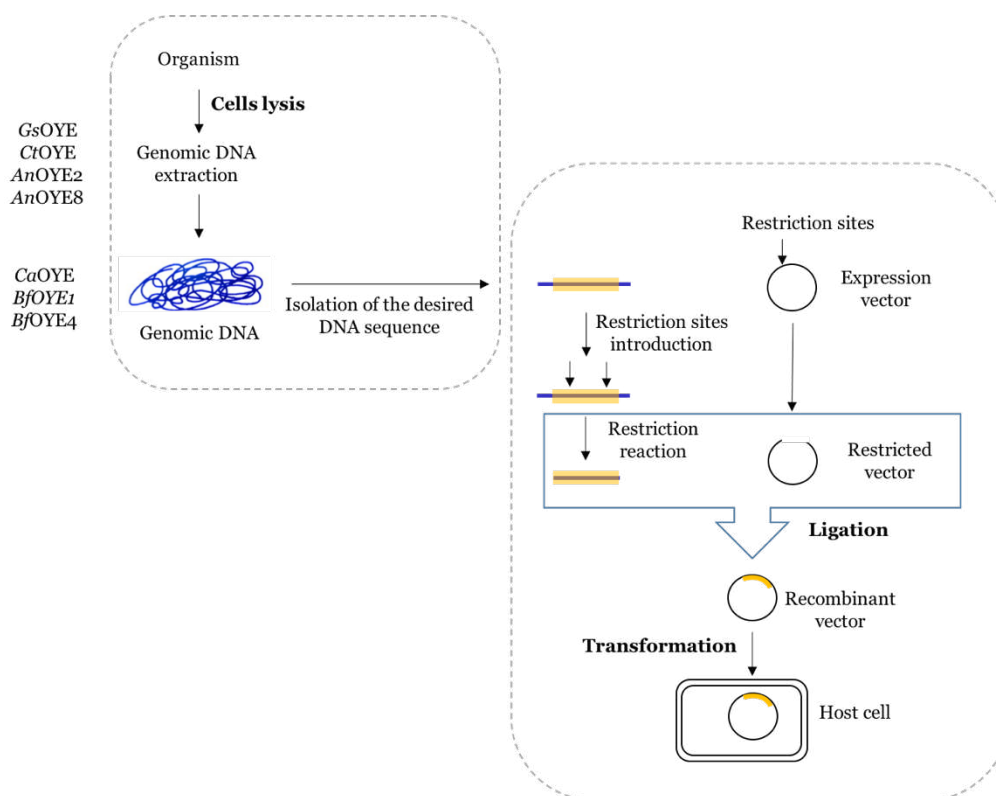 Organism
Cells lysis
GsOYE
CtOYE
AnOYE2
AnOYE8
Genomic DNA
extraction
CaOYE
BfOYE1
BfOYE4
Genomic DNA
Isolation of the desired
DNA sequence
Restriction sites
Expression
vector
Restriction sites
introduction
Restriction
reaction
Restricted
vector
Ligation
Recombinant
vector
Transformation
Host cell